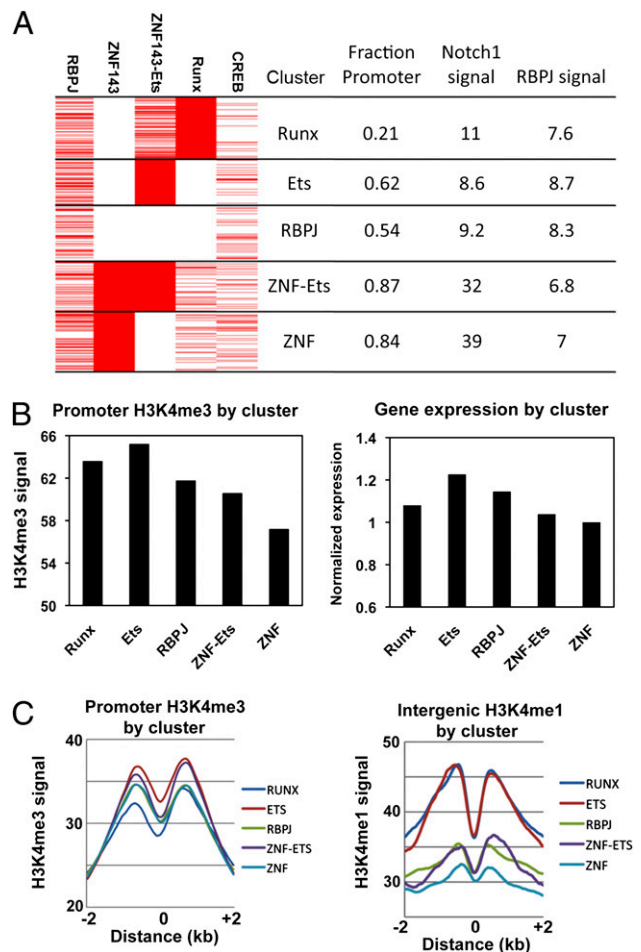 A
RBPJ
ZNF143
ZNF143-Ets
Runx
CREB
Cluster
Fraction Promoter
Notch1 signal
RBPJ signal
Runx 0.21 11 7.6
Ets 0.62 8.6 8.7
RBPJ 0.54 9.2 8.3
ZNF-Ets 0.87 32 6.8
ZNF 0.84 39 7
B
Promoter H3K4me3 by cluster
H3K4me3 signal
66
62
58
54
50
Runx
Ets
RBPJ
ZNF-Ets
ZNF
Gene expression by cluster
Normalized expression
1.4
1.2
1
0.8
0.6
Runx
Ets
RBPJ
ZNF-Ets
ZNF
C
Promoter H3K4me3
by cluster
H3K4me3 signal
40
30
20
-2
0
+2
Distance (kb)
RUNX
ETS
RBPJ
ZNF-ETS
ZNF
Intergenic H3K4me1
by cluster
H3K4me1 signal
50
45
40
35
30
25
-2
0
+2
Distance (kb)
RUNX
ETS
RBPJ
ZNF-ETS
ZNF